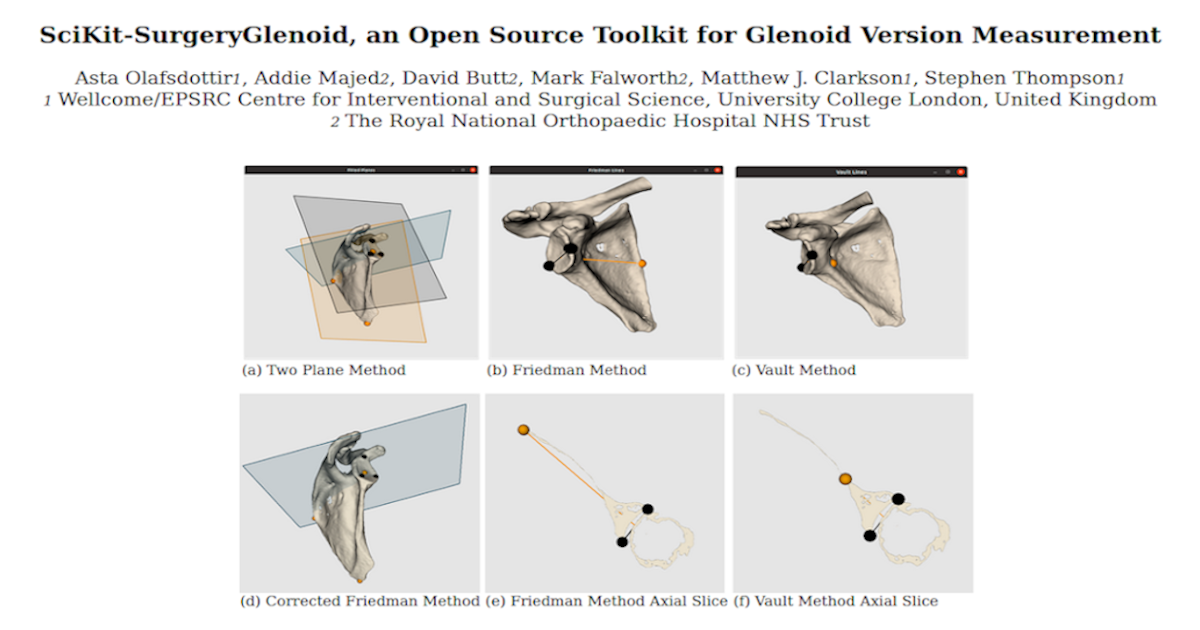 SciKit-SurgeryGlenoid, an Open Source Toolkit for Glenoid Version Measurement
Asta Olafsdottir1, Addie Majed2, David Butt2, Mark Falworth2, Matthew J. Clarkson1, Stephen Thompson1
1 Wellcome/EPSRC Centre for Interventional and Surgical Science, University College London, United Kingdom
2 The Royal National Orthopaedic Hospital NHS Trust
Friedman Lines
Vault Lines
(a) Two Plane Method
(b) Friedman Method
(c) Vault Method
(d) Corrected Friedman Method
(e) Friedman Method Axial Slice
(f) Vault Method Axial Slice